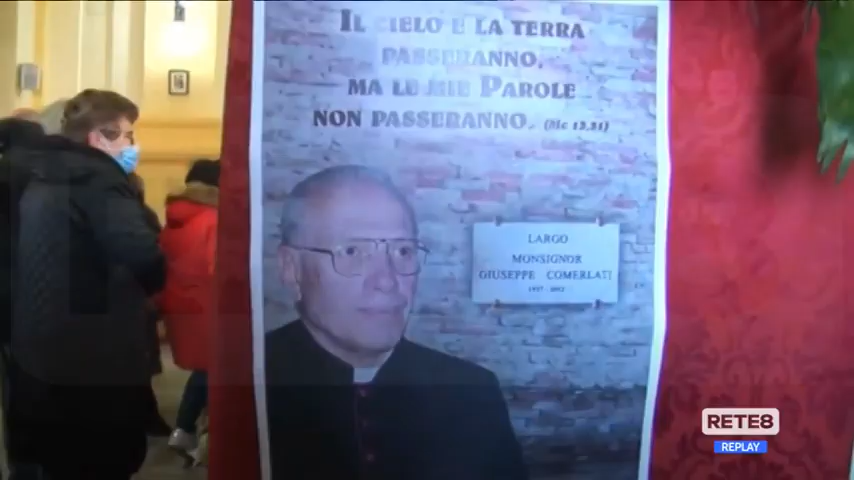 IL CIELO E LA TERRA
PASSERANNO,
MA LE MIE PAROLE
NON PASSERANNO. (Mc 13,31)
LARGO
MONSIGNOR
GIUSEPPE COMERLATI
RETE8
REPLAY